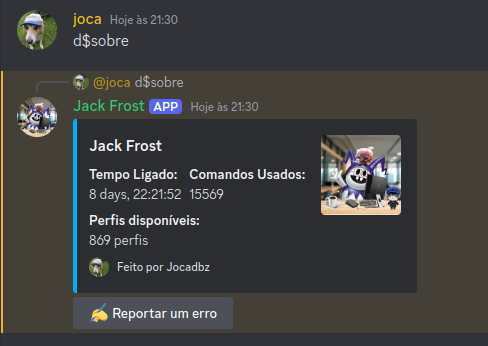 joca Hoje às 21:30
d$sobre
@joca d$sobre
Jack Frost APP Hoje às 21:30
Jack Frost
Tempo Ligado: Comandos Usados:
8 days, 22:21:52 15569
Perfis disponíveis:
869 perfis
Feito por Jocadbz
✍️ Reportar um erro